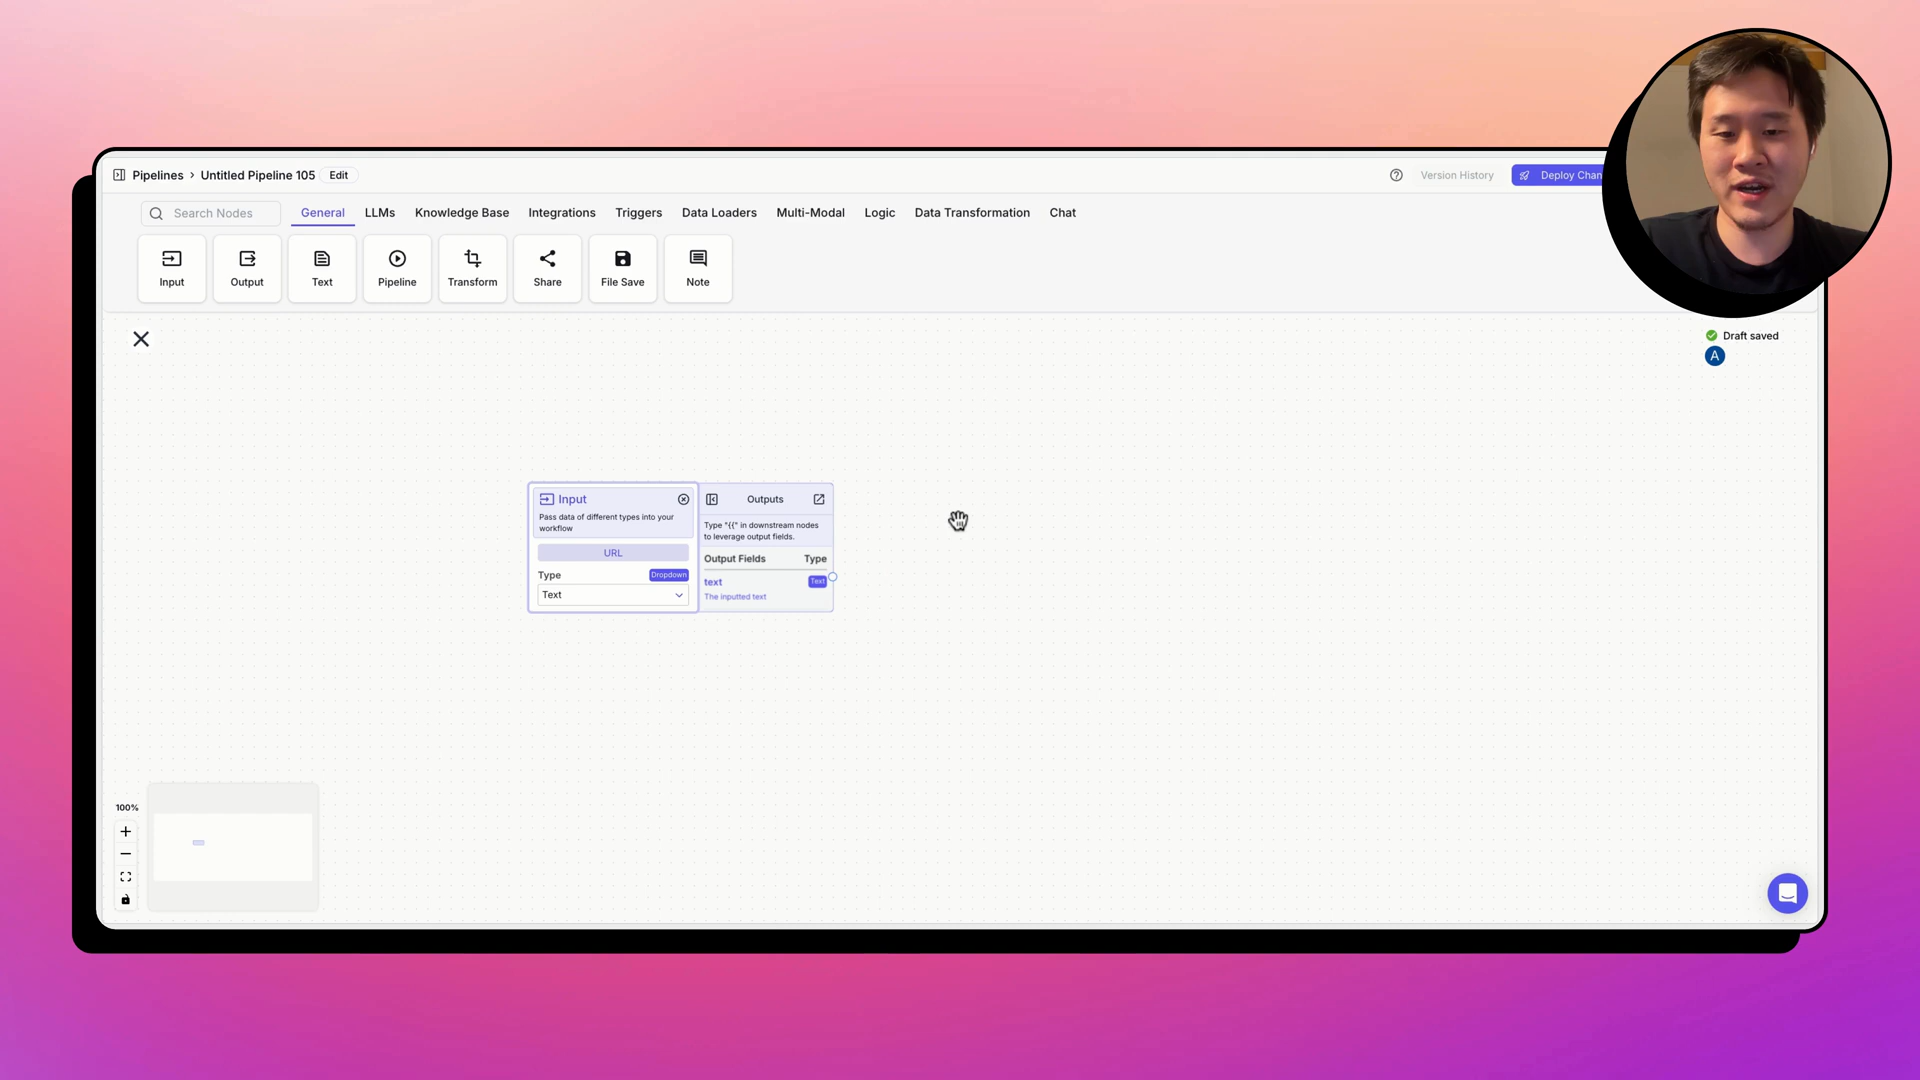 Pipelines › Untitled Pipeline 105 Edit
Version History
Deploy Chan
Search Nodes
General LLMs Knowledge Base Integrations Triggers Data Loaders Multi-Modal Logic Data Transformation Chat
Input Output Text Pipeline Transform Share File Save Note
Draft saved
A
Input
Pass data of different types into your
workflow
URL
Type Dropdown
Text
Outputs
Type "{{" in downstream nodes
to leverage output fields.
Output Fields Type
text Text
The inputted text
100%